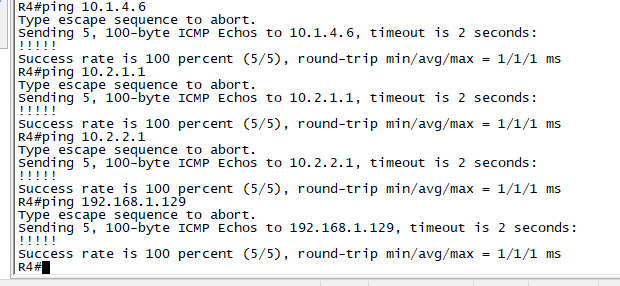 R4#ping 10.1.4.6
Type escape sequence to abort.
Sending 5, 100-byte ICMP Echos to 10.1.4.6, timeout is 2 seconds:
!!!!!
Success rate is 100 percent (5/5), round-trip min/avg/max = 1/1/1 ms
R4#ping 10.2.1.1
Type escape sequence to abort.
Sending 5, 100-byte ICMP Echos to 10.2.1.1, timeout is 2 seconds:
!!!!!
Success rate is 100 percent (5/5), round-trip min/avg/max = 1/1/1 ms
R4#ping 10.2.2.1
Type escape sequence to abort.
Sending 5, 100-byte ICMP Echos to 10.2.2.1, timeout is 2 seconds:
!!!!!
Success rate is 100 percent (5/5), round-trip min/avg/max = 1/1/1 ms
R4#ping 192.168.1.129
Type escape sequence to abort.
Sending 5, 100-byte ICMP Echos to 192.168.1.129, timeout is 2 seconds:
!!!!!
Success rate is 100 percent (5/5), round-trip min/avg/max = 1/1/1 ms
R4#